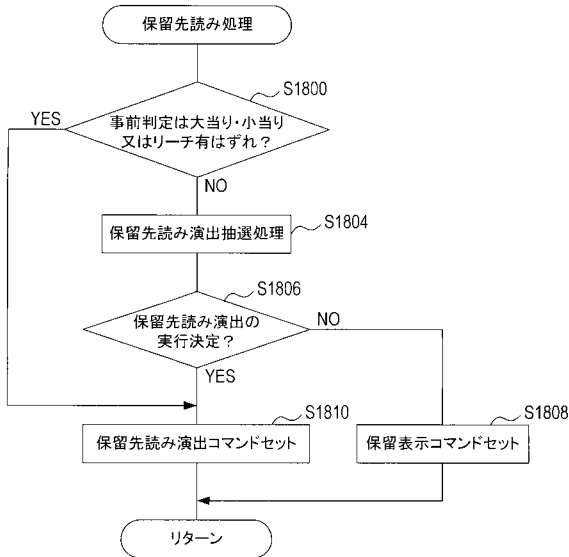 保留先読み処理
S1800
YES
事前判定は大当り・小当り
又はリーチ有はずれ？
NO
S1804
保留先読み演出抽選処理
S1806
保留先読み演出の
実行決定？
NO
YES
S1810
保留先読み演出コマンドセット
S1808
保留表示コマンドセット
リターン